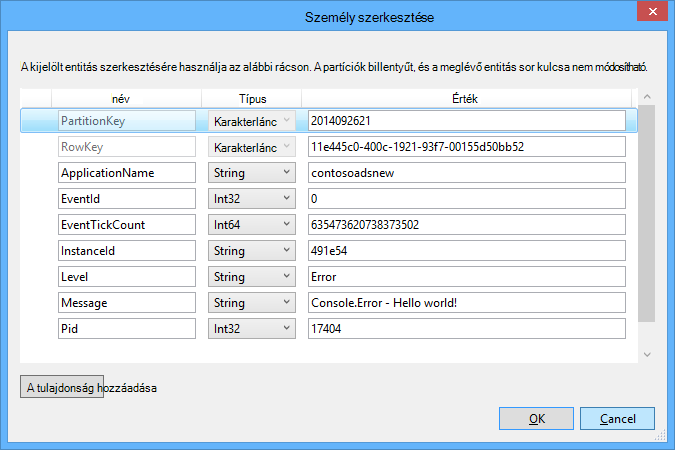 Személy szerkesztése
A kijelölt entitás szerkesztésére használja az alábbi rácson. A partíciók billentyűt, és a meglévő entitás sor kulcsa nem módosítható.
név Típus Érték
PartitionKey Karakterlánc 2014092621
RowKey Karakterlánc 11e445c0-400c-1921-93f7-00155d50bb52
ApplicationName String contosoadsnew
EventId Int32 0
EventTickCount Int64 635473620738373502
InstanceId String 491e54
Level String Error
Message String Console.Error - Hello world!
Pid Int32 17404
A tulajdonság hozzáadása
OK Cancel